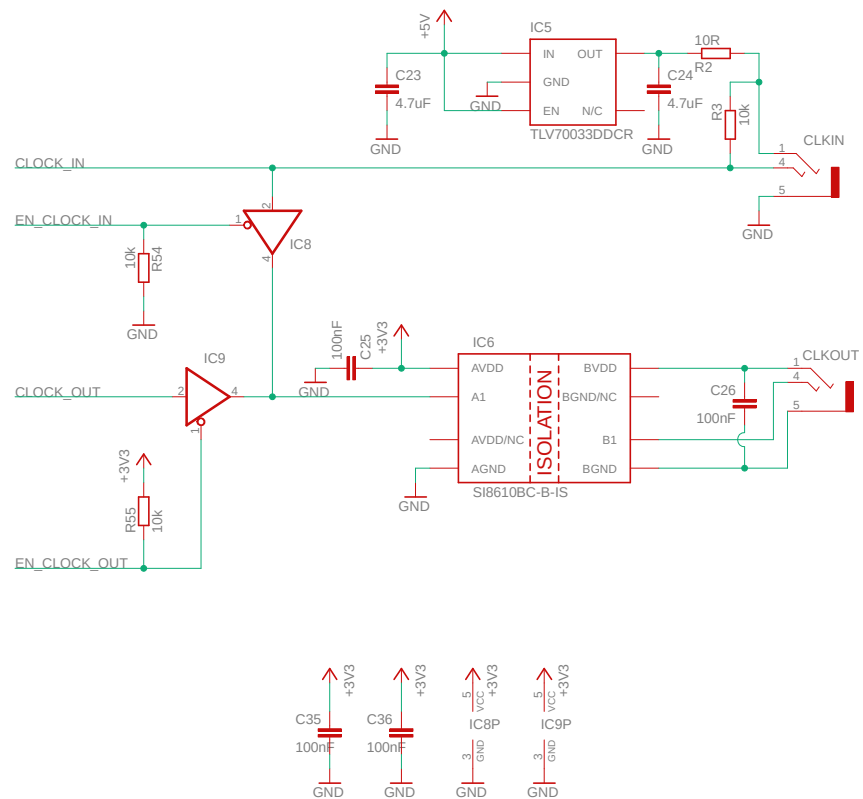 +5V
IC5
IN
OUT
GND
EN
N/C
TLV70033DDCR
C23
4.7uF
GND
GND
C24
4.7uF
GND
10R
R2
R3
10k
CLKIN
1
4
5
GND
CLOCK_IN
EN_CLOCK_IN
2
1
IC8
4
10k
R54
GND
IC9
CLOCK_OUT
2
4
1
100nF
C25
+3V3
GND
IC6
AVDD
BVDD
A1
BGND/NC
AVDD/NC
B1
AGND
BGND
ISOLATION
SI8610BC-B-IS
GND
C26
100nF
CLKOUT
1
4
5
+3V3
R55
10k
EN_CLOCK_OUT
+3V3
C35
100nF
GND
+3V3
C36
100nF
GND
+3V3
5
VCC
IC8P
3
GND
GND
+3V3
5
VCC
IC9P
3
GND
GND